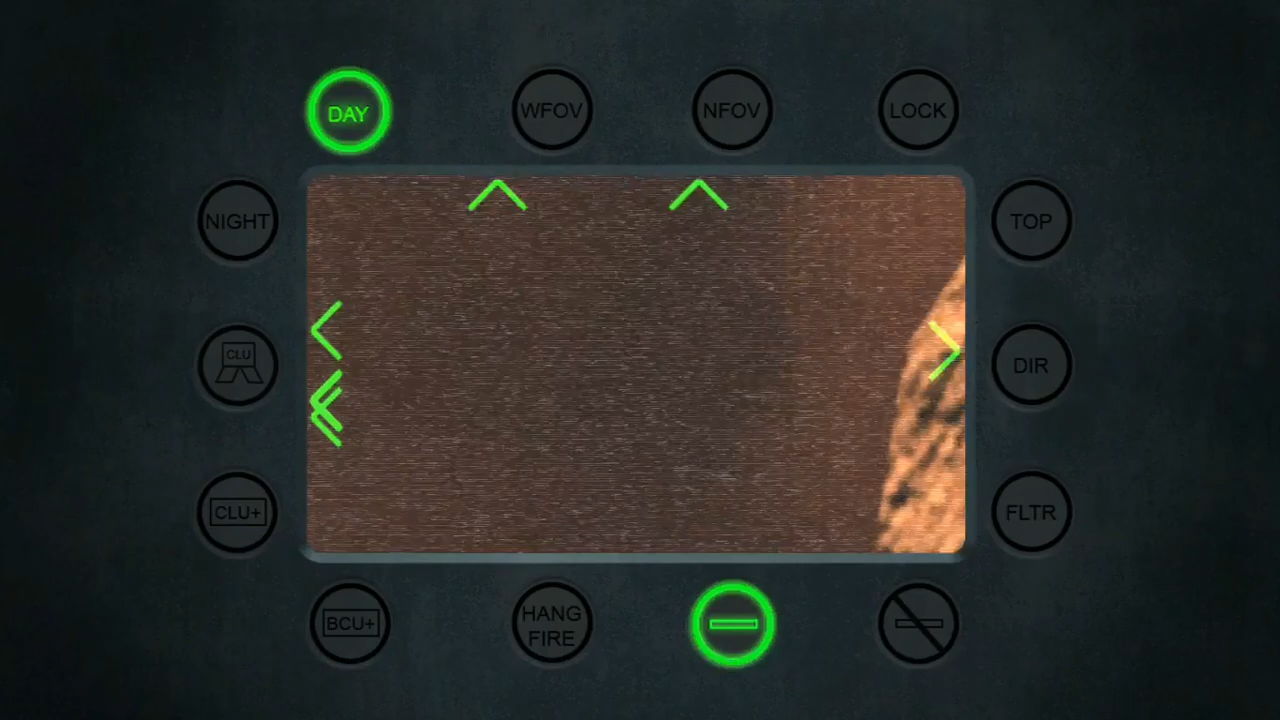 DAY
WFOV
NFOV
LOCK
NIGHT
TOP
CLU
DIR
CLU+
FLTR
BCU+
HANG
FIRE